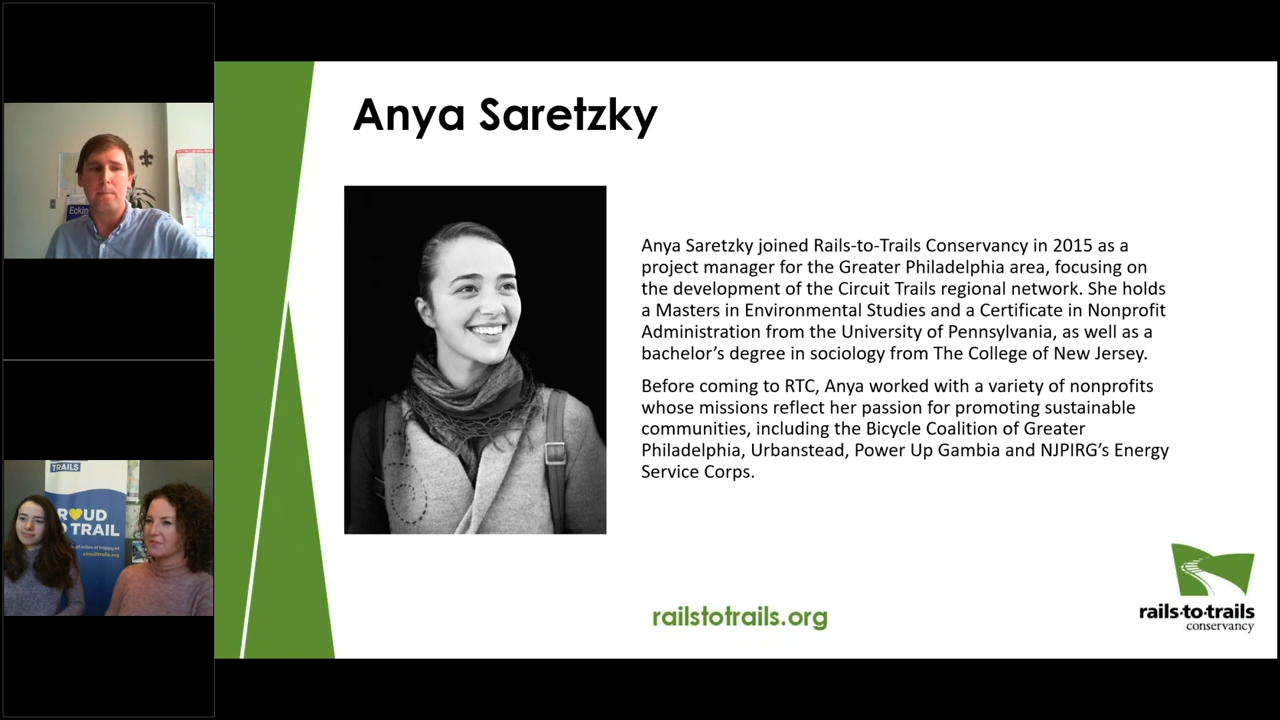 Anya Saretzky
Anya Saretzky joined Rails-to-Trails Conservancy in 2015 as a
project manager for the Greater Philadelphia area, focusing on
the development of the Circuit Trails regional network. She holds
a Masters in Environmental Studies and a Certificate in Nonprofit
Administration from the University of Pennsylvania, as well as a
bachelor’s degree in sociology from The College of New Jersey.
Before coming to RTC, Anya worked with a variety of nonprofits
whose missions reflect her passion for promoting sustainable
communities, including the Bicycle Coalition of Greater
Philadelphia, Urbanstead, Power Up Gambia and NJPIRG’s Energy
Service Corps.
railstotrails.org
rails·to·trails
conservancy
TRAILS
TRAIL
circuittrails.org